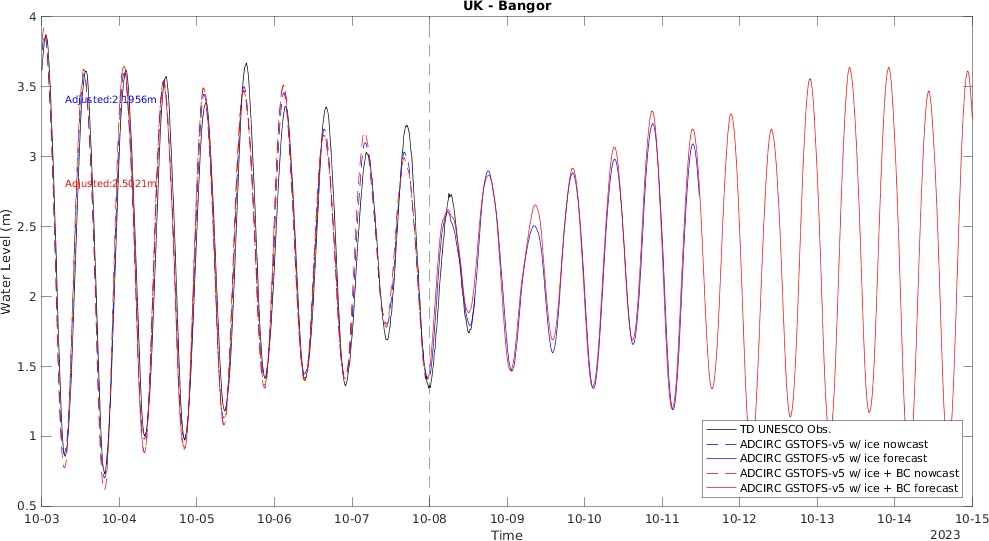 UK - Bangor
4
3.5
3
2.5
2
1.5
1
0.5
Water Level (m)
Adjusted:2.1956m
Adjusted:2.5021m
TD UNESCO Obs.
ADCIRC GSTOFS-v5 w/ ice nowcast
ADCIRC GSTOFS-v5 w/ ice forecast
ADCIRC GSTOFS-v5 w/ ice + BC nowcast
ADCIRC GSTOFS-v5 w/ ice + BC forecast
10-03 10-04 10-05 10-06 10-07 10-08 10-09 10-10 10-11 10-12 10-13 10-14 10-15
Time
2023